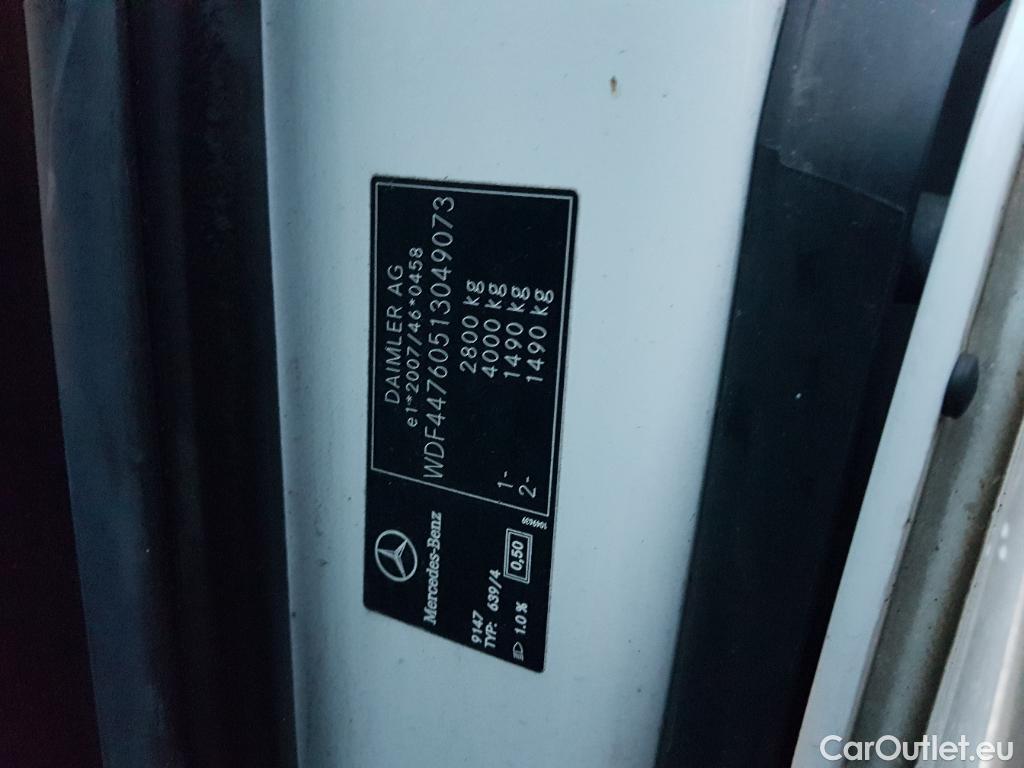 DAIMLER AG
e1*2007/46*0458
WDF44760513049073
2800 kg
4000 kg
1- 1490 kg
2- 1490 kg
Mercedes-Benz
9147
TYP: 639/4
1.0 % 0,50
1049639
CarOutlet.eu